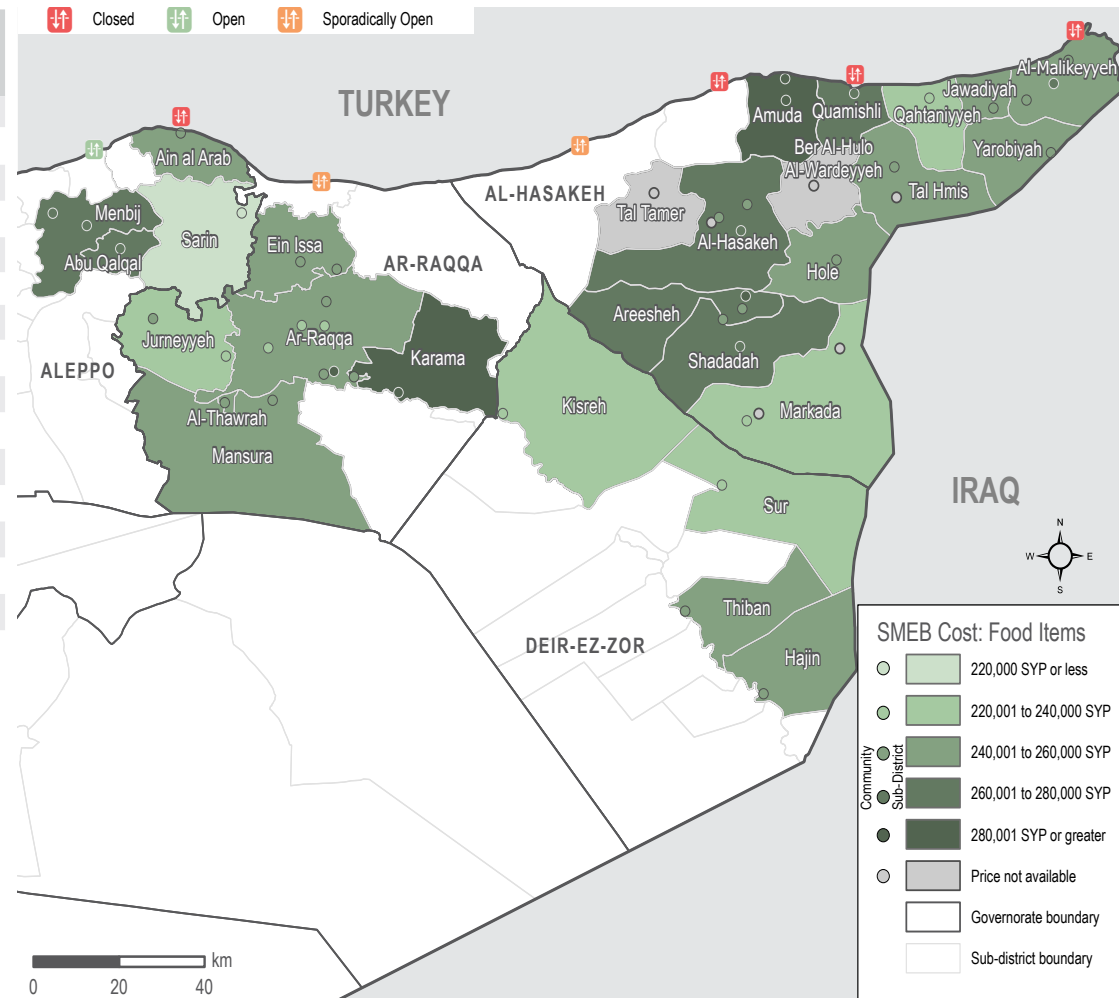 Closed Open Sporadically Open
TURKEY
Al-Malikeyyeh
Jawadiyah
Qahtaniyyeh
Amuda
Quamishli
Ber Al-Hulo
Al-Wardeyyeh
Yarobiyah
Tal Hmis
Ain al Arab
AL-HASAKEH
Tal Tamer
Menbij
Sarin
Ein Issa
Al-Hasakeh
Abu Qalqal
AR-RAQQA
Hole
Areesheh
Jurneyyeh
Ar-Raqqa
Karama
Shadadah
ALEPPO
Kisreh
Markada
Al-Thawrah
Mansura
IRAQ
Sur
N
W E
S
Thiban
DEIR-EZ-ZOR
Hajin
SMEB Cost: Food Items
220,000 SYP or less
220,001 to 240,000 SYP
240,001 to 260,000 SYP
260,001 to 280,000 SYP
280,001 SYP or greater
Price not available
Governorate boundary
Sub-district boundary
Community
Sub-District
km
0 20 40